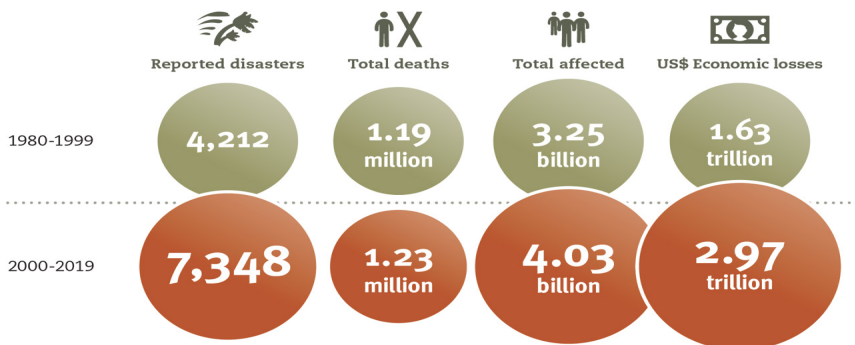 Reported disasters
Total deaths
Total affected
US$ Economic losses
1980-1999
4,212
1.19
million
3.25
billion
1.63
trillion
2000-2019
7,348
1.23
million
4.03
billion
2.97
trillion